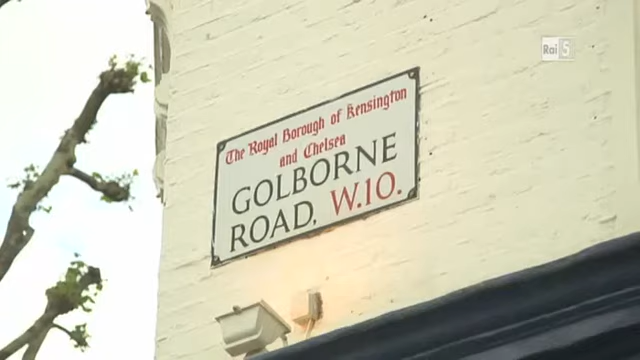 Rai 5
The Royal Borough of Kensington
and Chelsea
GOLBORNE
ROAD, W.10.